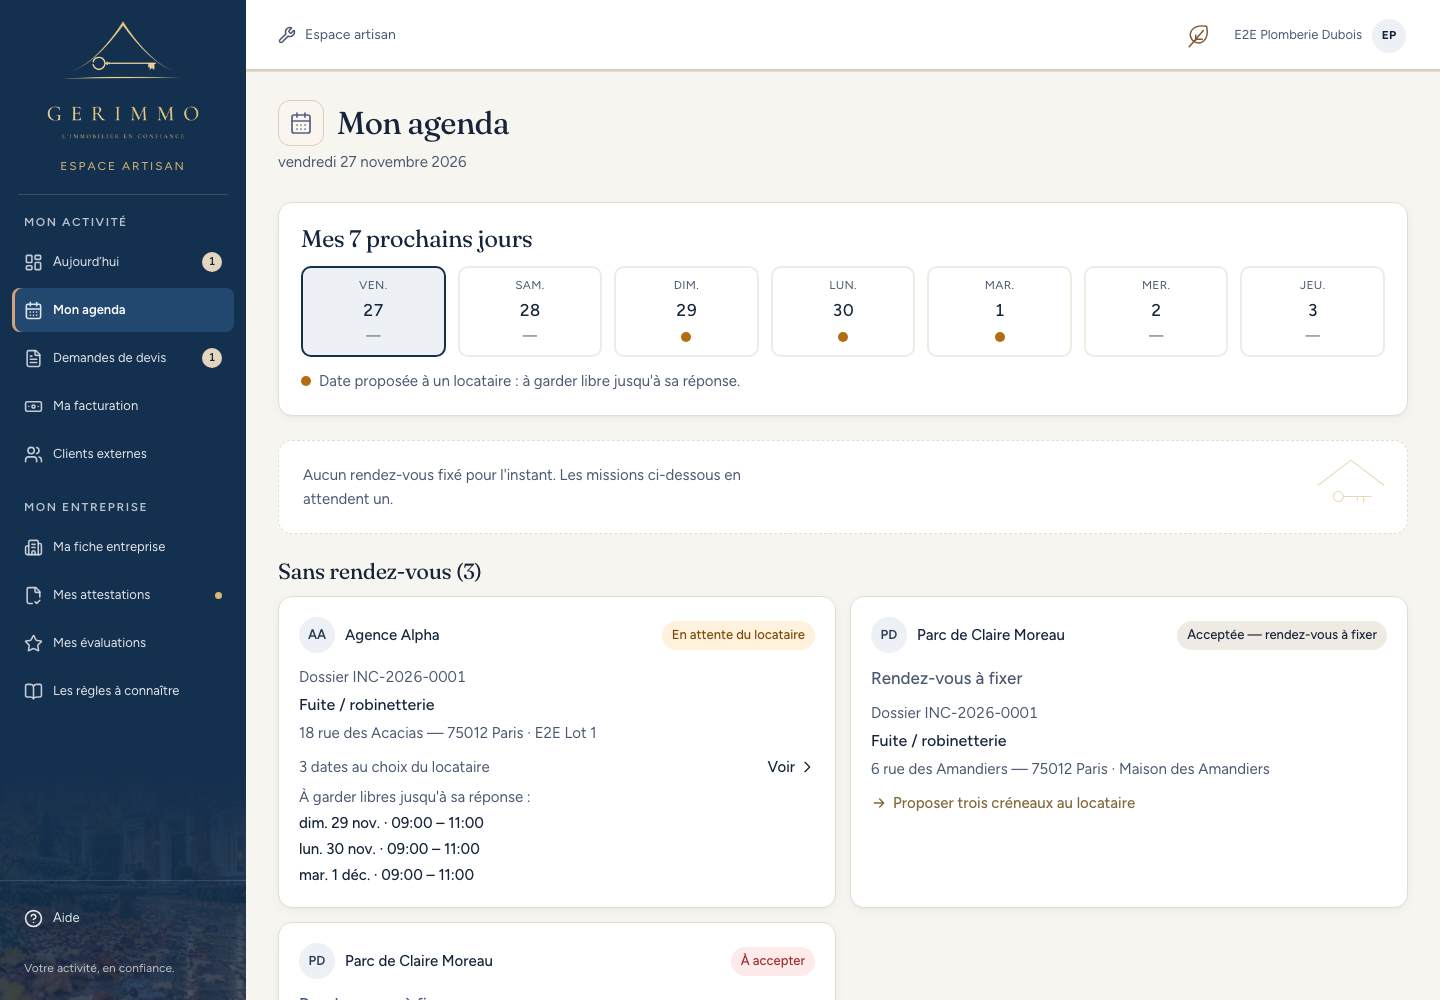 GERIMMO
L'IMMOBILIER EN CONFIANCE
ESPACE ARTISAN
MON ACTIVITÉ
Aujourd'hui
1
Mon agenda
Demandes de devis
1
Ma facturation
Clients externes
MON ENTREPRISE
Ma fiche entreprise
Mes attestations
Mes évaluations
Les règles à connaître
Aide
Votre activité, en confiance.
Espace artisan
E2E Plomberie Dubois
EP
Mon agenda
vendredi 27 novembre 2026
Mes 7 prochains jours
VEN. SAM. DIM. LUN. MAR. MER. JEU.
27 28 29 30 1 2 3
— — — —
Date proposée à un locataire : à garder libre jusqu'à sa réponse.
Aucun rendez-vous fixé pour l'instant. Les missions ci-dessous en
attendent un.
Sans rendez-vous (3)
AA Agence Alpha En attente du locataire
Dossier INC-2026-0001
Fuite / robinetterie
18 rue des Acacias — 75012 Paris · E2E Lot 1
3 dates au choix du locataire Voir
À garder libres jusqu'à sa réponse :
dim. 29 nov. · 09:00 – 11:00
lun. 30 nov. · 09:00 – 11:00
mar. 1 déc. · 09:00 – 11:00
PD Parc de Claire Moreau Acceptée — rendez-vous à fixer
Rendez-vous à fixer
Dossier INC-2026-0001
Fuite / robinetterie
6 rue des Amandiers — 75012 Paris · Maison des Amandiers
→ Proposer trois créneaux au locataire
PD Parc de Claire Moreau À accepter